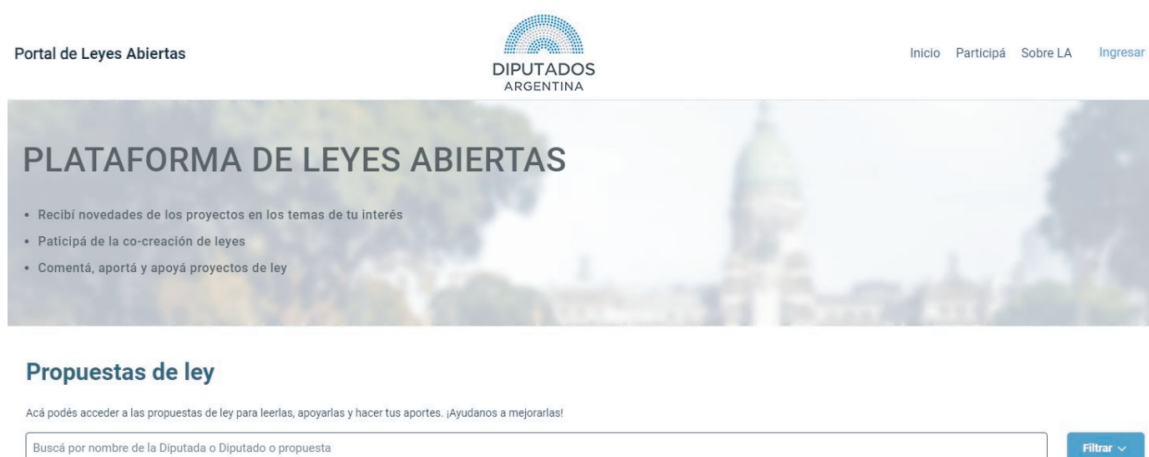 Portal de Leyes Abiertas
DIPUTADOS
ARGENTINA
Inicio Participá Sobre LA Ingresar
PLATAFORMA DE LEYES ABIERTAS
• Recibí novedades de los proyectos en los temas de tu interés
• Paticipá de la co-creación de leyes
• Comentá, aportá y apoyá proyectos de ley
Propuestas de ley
Acá podés acceder a las propuestas de ley para leerlas, apoyarlas y hacer tus aportes. ¡Ayudanos a mejorarlas!
Buscá por nombre de la Diputada o Diputado o propuesta
Filtrar